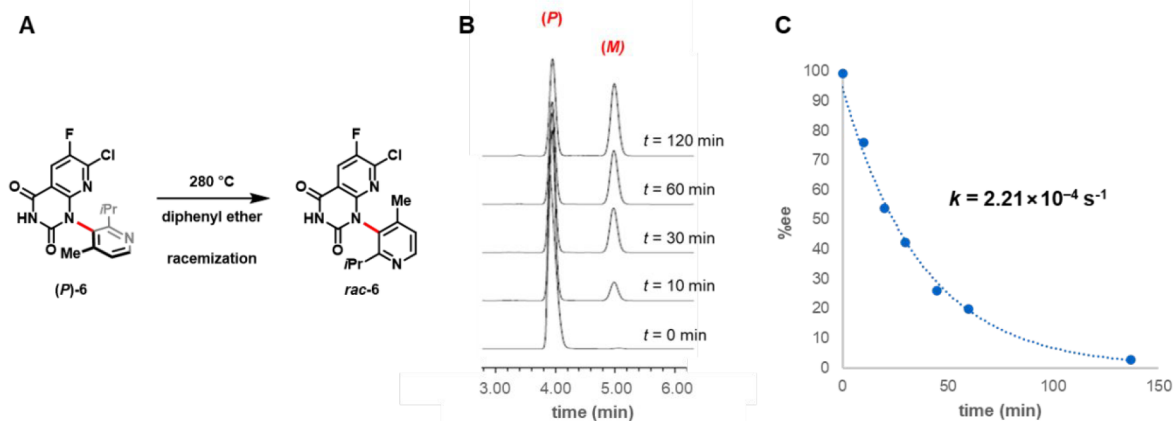 A
F
Cl
O
N
HN
N
iPr
O
N
Me
(P)-6
280 °C
diphenyl ether
racemization
F
Cl
O
N
Me
HN
N
O
iPr
N
rac-6
B
(P)
(M)
t = 120 min
t = 60 min
t = 30 min
t = 10 min
t = 0 min
3.00 4.00 5.00 6.00
time (min)
C
100
90
80
70
60
50
40
30
20
10
0
%ee
k = 2.21 × 10⁻⁴ s⁻¹
0 50 100 150
time (min)